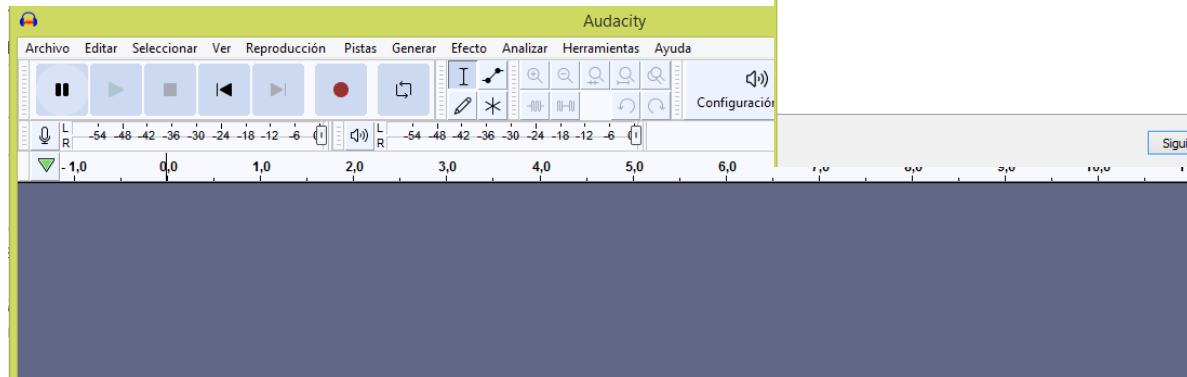 Audacity
Archivo Editar Seleccionar Ver Reproducción Pistas Generar Efecto Analizar Herramientas Ayuda
Configuración
L -54 -48 -42 -36 -30 -24 -18 -12 -6 L -54 -48 -42 -36 -30 -24 -18 -12 -6
R R
Sigui
-1,0 0,0 1,0 2,0 3,0 4,0 5,0 6,0